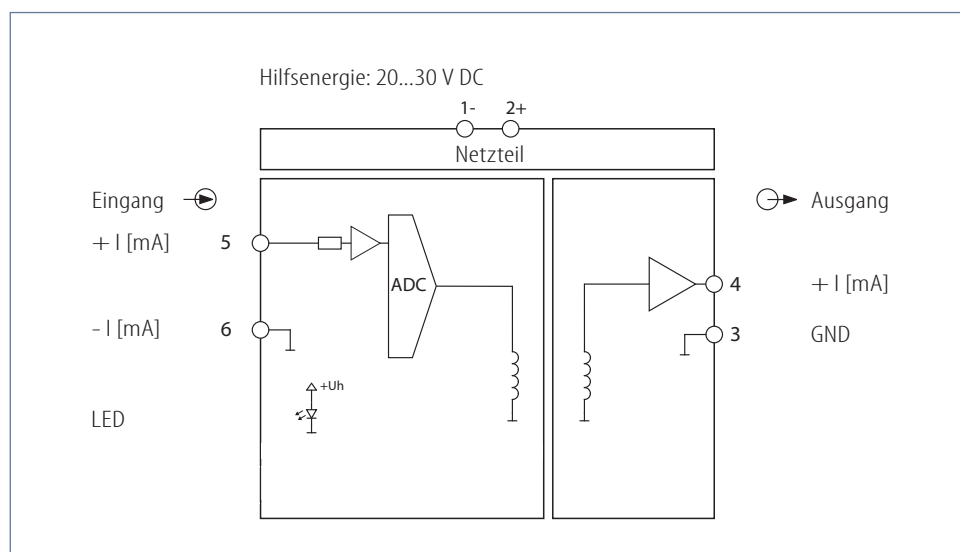 Hilfsenergie: 20...30 V DC
1- 2+
Netzteil
Eingang
Ausgang
+ I [mA] 5
ADC
4 + I [mA]
- I [mA] 6
3 GND
+Uh
LED